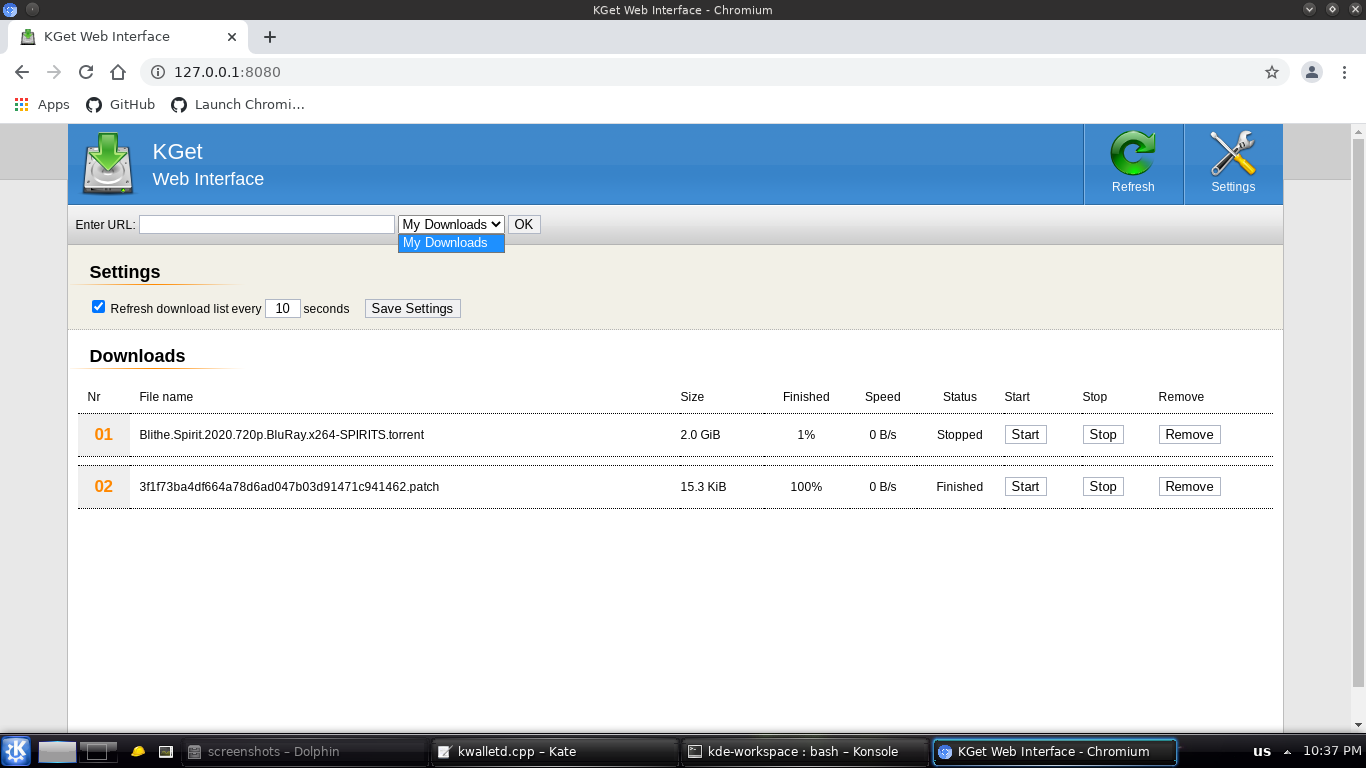 KGet Web Interface - Chromium
KGet Web Interface
127.0.0.1:8080
Apps GitHub Launch Chromi…
KGet
Web Interface
Refresh Settings
Enter URL: My Downloads OK
My Downloads
Settings
Refresh download list every 10 seconds Save Settings
Downloads
Nr File name Size Finished Speed Status Start Stop Remove
01 Blithe.Spirit.2020.720p.BluRay.x264-SPIRITS.torrent 2.0 GiB 1% 0 B/s Stopped Start Stop Remove
02 3f1f73ba4df664a78d6ad047b03d91471c941462.patch 15.3 KiB 100% 0 B/s Finished Start Stop Remove
screenshots – Dolphin kwalletd.cpp – Kate kde-workspace : bash – Konsole KGet Web Interface - Chromium us 10:37 PM